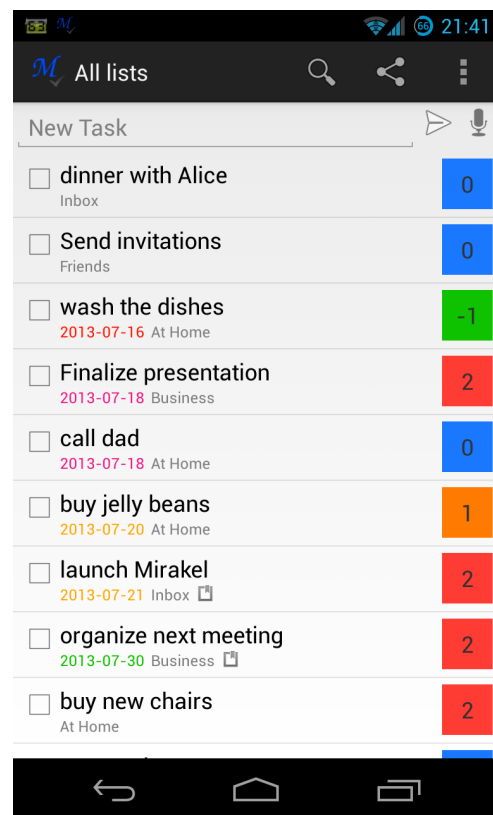 63 M 66 21:41
M All lists
New Task
dinner with Alice 0
Inbox
Send invitations 0
Friends
wash the dishes -1
2013-07-16 At Home
Finalize presentation 2
2013-07-18 Business
call dad 0
2013-07-18 At Home
buy jelly beans 1
2013-07-20 At Home
launch Mirakel 2
2013-07-21 Inbox
organize next meeting 2
2013-07-30 Business
buy new chairs 2
At Home